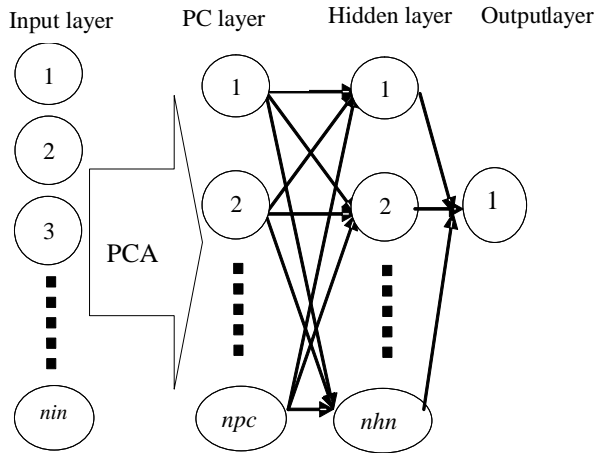 Input layer PC layer Hidden layer Outputlayer
1 1 1
2 2 2 1
3
PCA
nin npc nhn